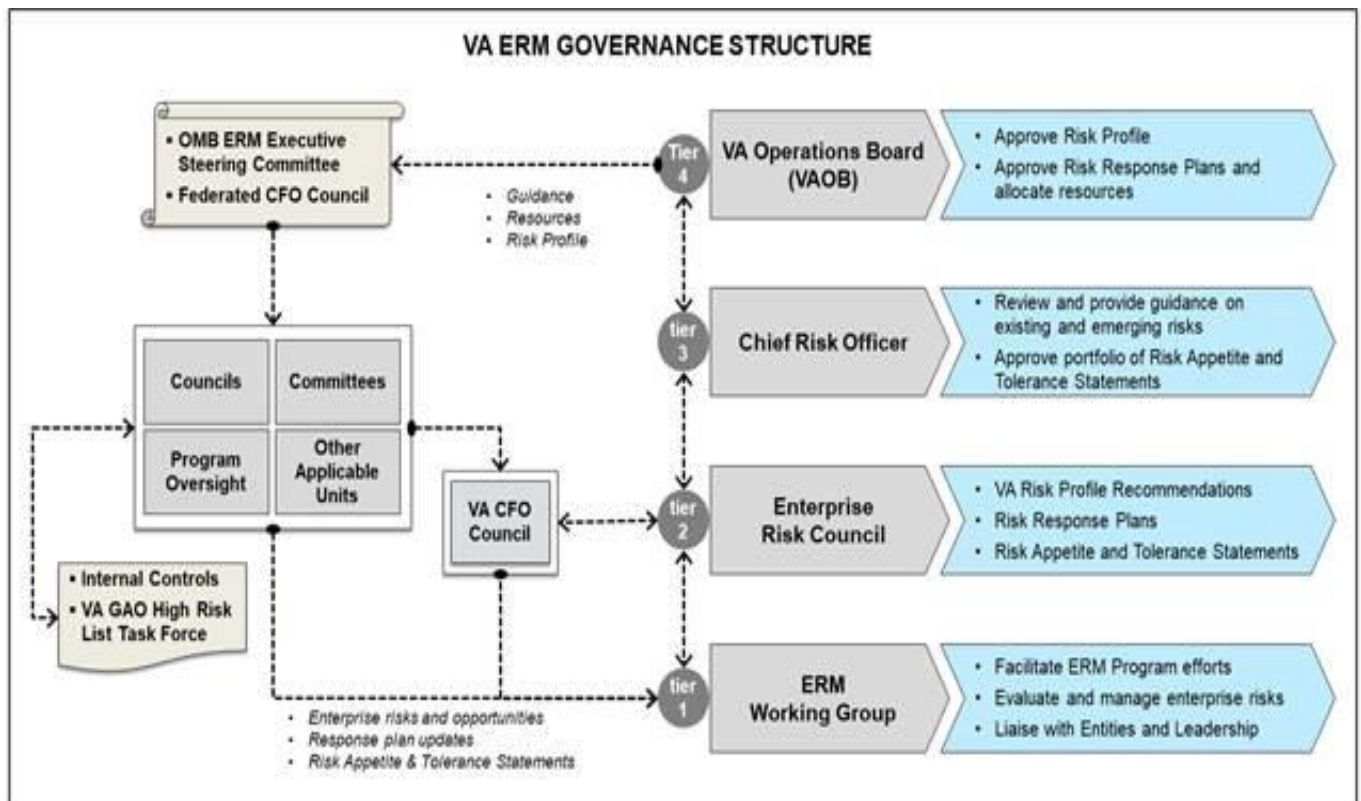 VA ERM GOVERNANCE STRUCTURE
▪ OMB ERM Executive
Steering Committee
▪ Federated CFO Council
• Guidance
• Resources
• Risk Profile
Tier
4
VA Operations Board
(VAOB)
• Approve Risk Profile
• Approve Risk Response Plans and
allocate resources
tier
3
Chief Risk Officer
• Review and provide guidance on
existing and emerging risks
• Approve portfolio of Risk Appetite and
Tolerance Statements
Councils
Committees
Program
Oversight
Other
Applicable
Units
VA CFO
Council
tier
2
Enterprise
Risk Council
• VA Risk Profile Recommendations
• Risk Response Plans
• Risk Appetite and Tolerance Statements
▪ Internal Controls
▪ VA GAO High Risk
List Task Force
• Enterprise risks and opportunities
• Response plan updates
• Risk Appetite & Tolerance Statements
tier
1
ERM
Working Group
• Facilitate ERM Program efforts
• Evaluate and manage enterprise risks
• Liaise with Entities and Leadership